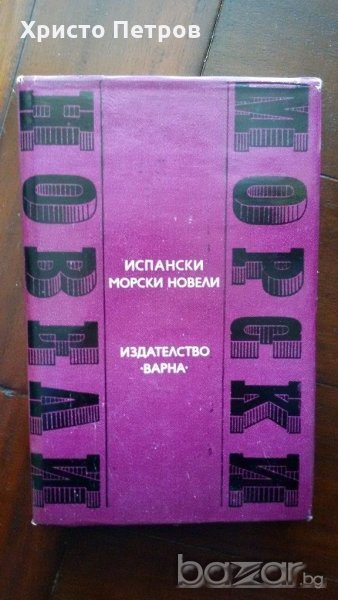 Христо Петров
НОВЕЛИ
МОРСКИ
ИСПАНСКИ
МОРСКИ НОВЕЛИ
ИЗДАТЕЛСТВО
·ВАРНА·
bazar.bg